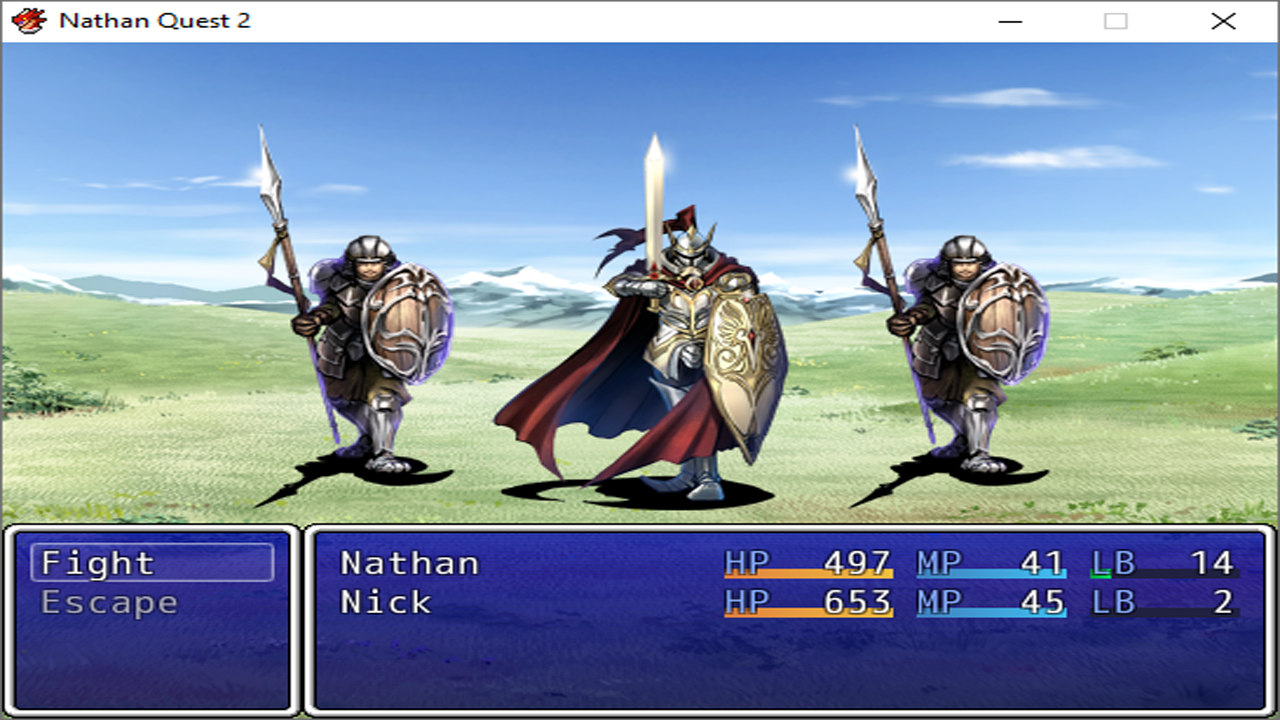 Nathan Quest 2
Fight
Escape
Nathan HP 497 MP 41 LB 14
Nick HP 653 MP 45 LB 2